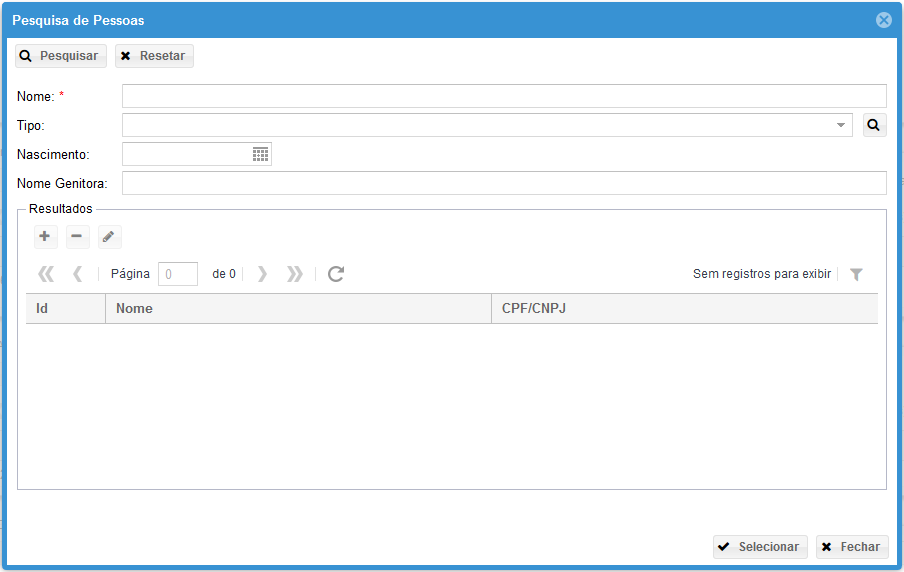 Pesquisa de Pessoas
Pesquisar Resetar
Nome: *
Tipo:
Nascimento:
Nome Genitora:
Resultados
Página 0 de 0 Sem registros para exibir
Id Nome CPF/CNPJ
Selecionar Fechar